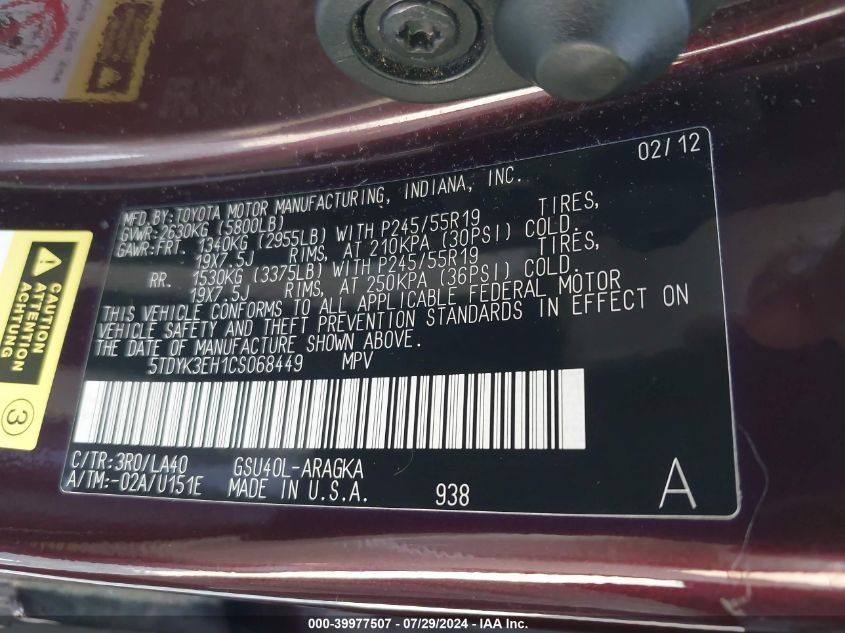 02/12
MFD.BY:TOYOTA MOTOR MANUFACTURING, INDIANA, INC.
GVWR:2630KG (5800LB)
GAWR:FRT. 1340KG (2955LB) WITH P245/55R19 TIRES,
19X7.5J RIMS, AT 210KPA (30PSI) COLD.
RR. 1530KG (3375LB) WITH P245/55R19 TIRES,
19X7.5J RIMS, AT 250KPA (36PSI) COLD.
THIS VEHICLE CONFORMS TO ALL APPLICABLE FEDERAL MOTOR
VEHICLE SAFETY AND THEFT PREVENTION STANDARDS IN EFFECT ON
THE DATE OF MANUFACTURE SHOWN ABOVE.
5TDYK3EH1CS068449 MPV
C/TR:3R0/LA40 GSU40L-ARAGKA
A/TM:-02A/U151E MADE IN U.S.A. 938 A
CAUTION
ATTENTION
ACHTUNG
3
000-39977507 - 07/29/2024 - IAA Inc.